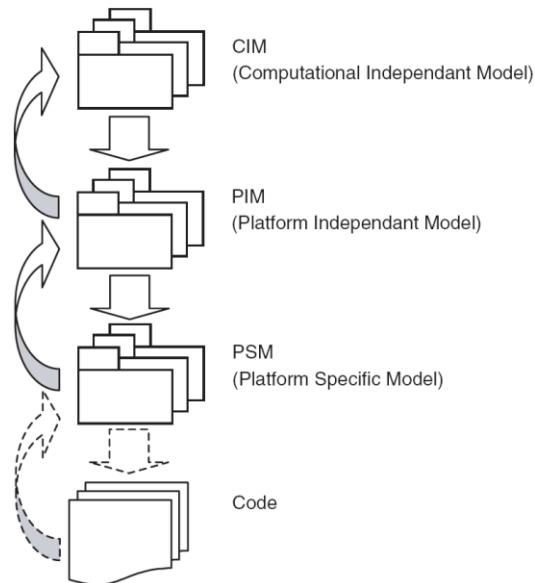 CIM
(Computational Independant Model)
PIM
(Platform Independant Model)
PSM
(Platform Specific Model)
Code